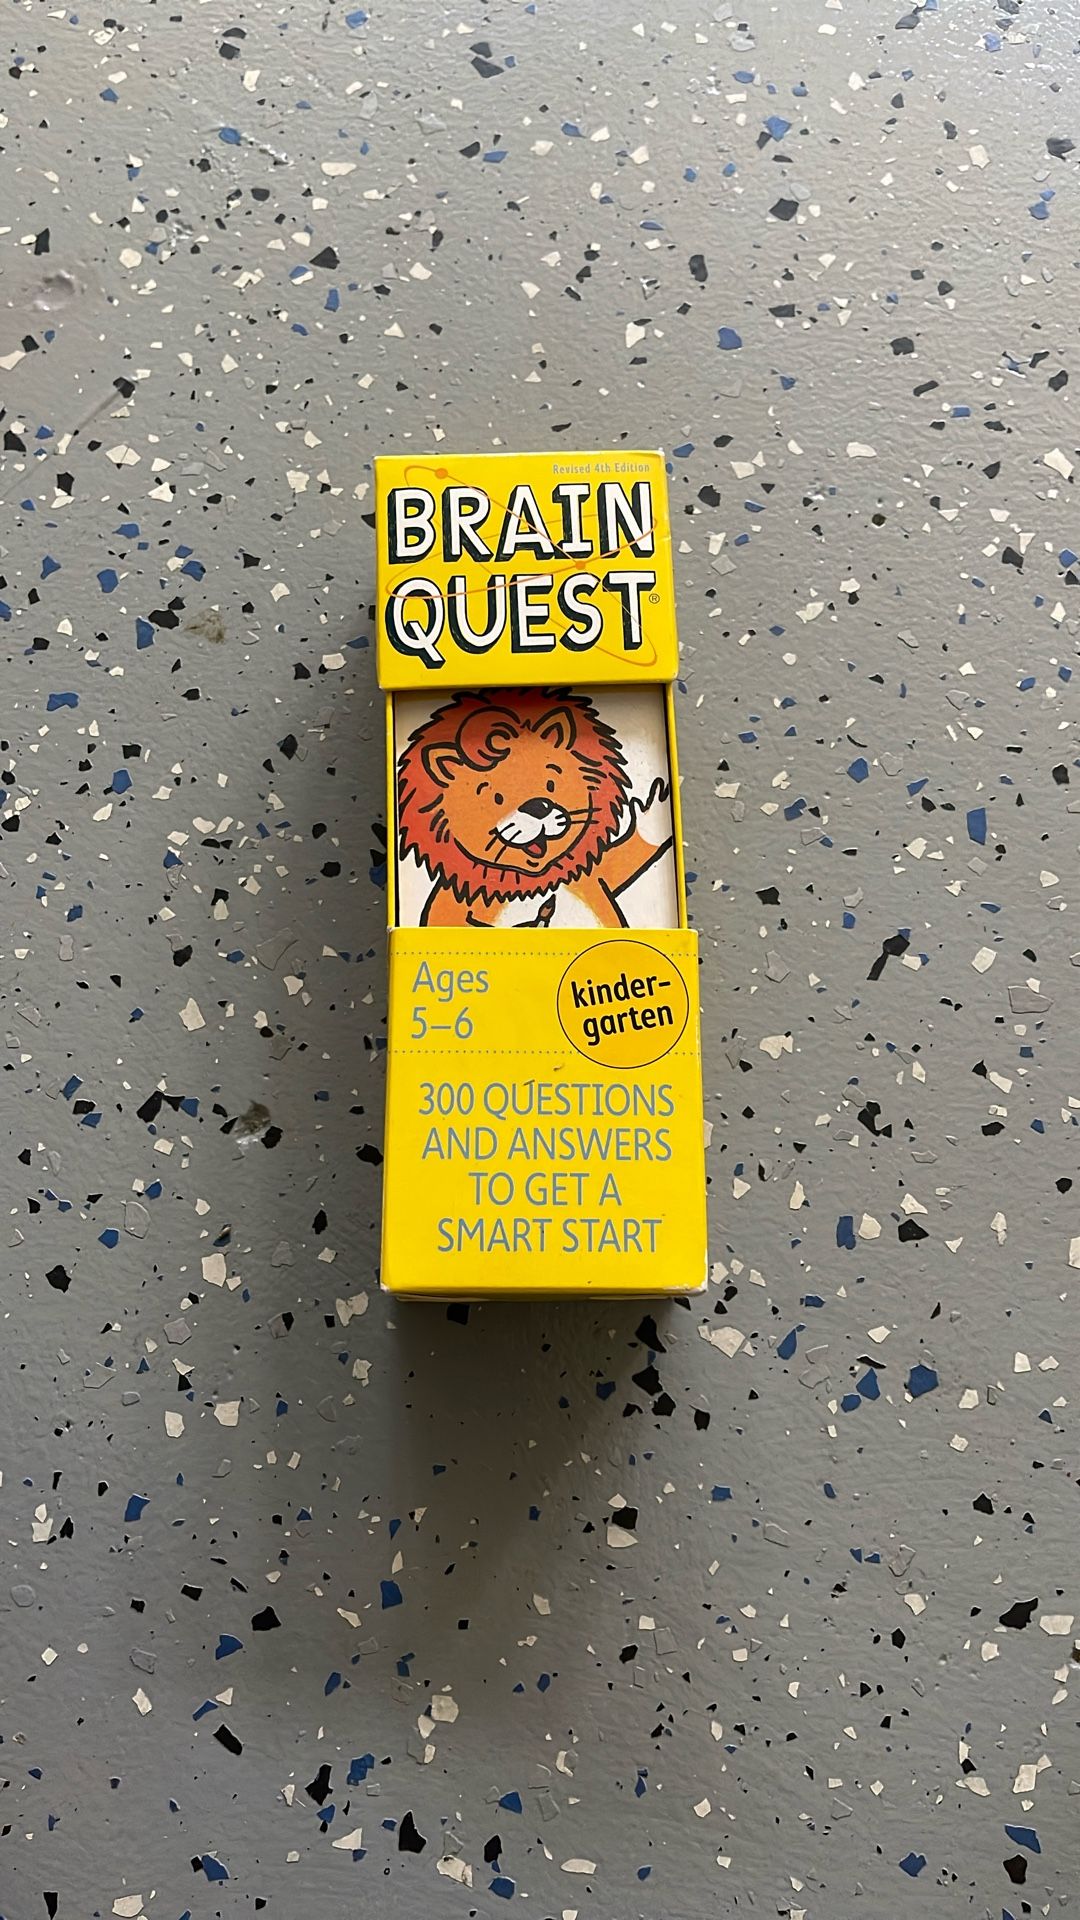 Revised 4th Edition
BRAIN
QUEST®
Ages
5–6
kinder-
garten
300 QUESTIONS
AND ANSWERS
TO GET A
SMART START